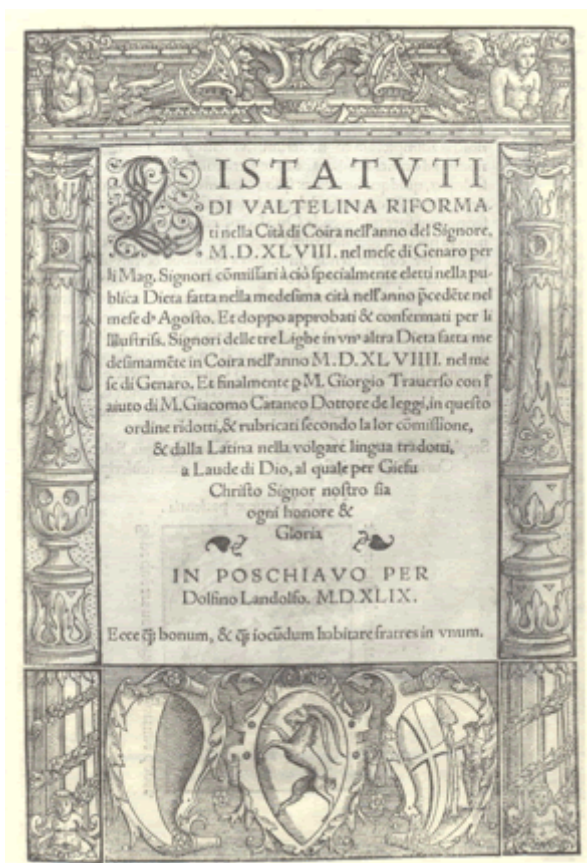 LI STATVTI
DI VALTELINA RIFORMA-
ti nella Cità di Coira nell'anno del Signore.
M.D.XLVIII. nel mese di Genaro per
li Mag. Signori cõmissari à ciò specialmente eletti nella pu-
blica Dieta fatta nella medesima cità nell'anno p̄cedẽte nel
mese d' Agosto. Et doppo approbati & confermati per li
Illustriss. Signori delle tre Lighe in vn' altra Dieta fatta me
desimamẽte in Coira nell'anno M.D.XLVIIII. nel me
se di Genaro. Et finalmente p M. Giorgio Trauerso con l'
aiuto di M. Giacomo Cataneo Dottore de leggi, in questo
ordine ridotti, & rubricati secondo la lor cõmissione,
& dalla Latina nella volgare lingua tradotti,
a Laude di Dio, al quale per Giesu
Christo Signor nostro sia
ogni honore &
Gloria
IN POSCHIAVO PER
Dolfino Landolfo. M.D.XLIX.
Ecce q̄ȝ bonum, & q̄ȝ iocũdum habitare fratres in vnum.